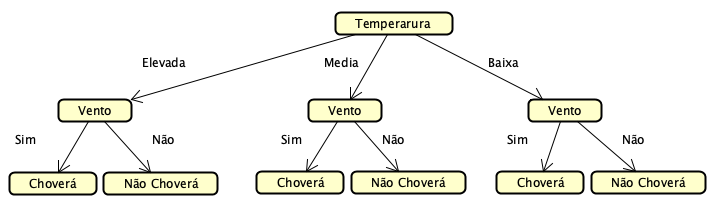 Temperarura
Elevada Media Baixa
Vento Vento Vento
Sim Não Sim Não Sim Não
Choverá Não Choverá Choverá Não Choverá Choverá Não Choverá